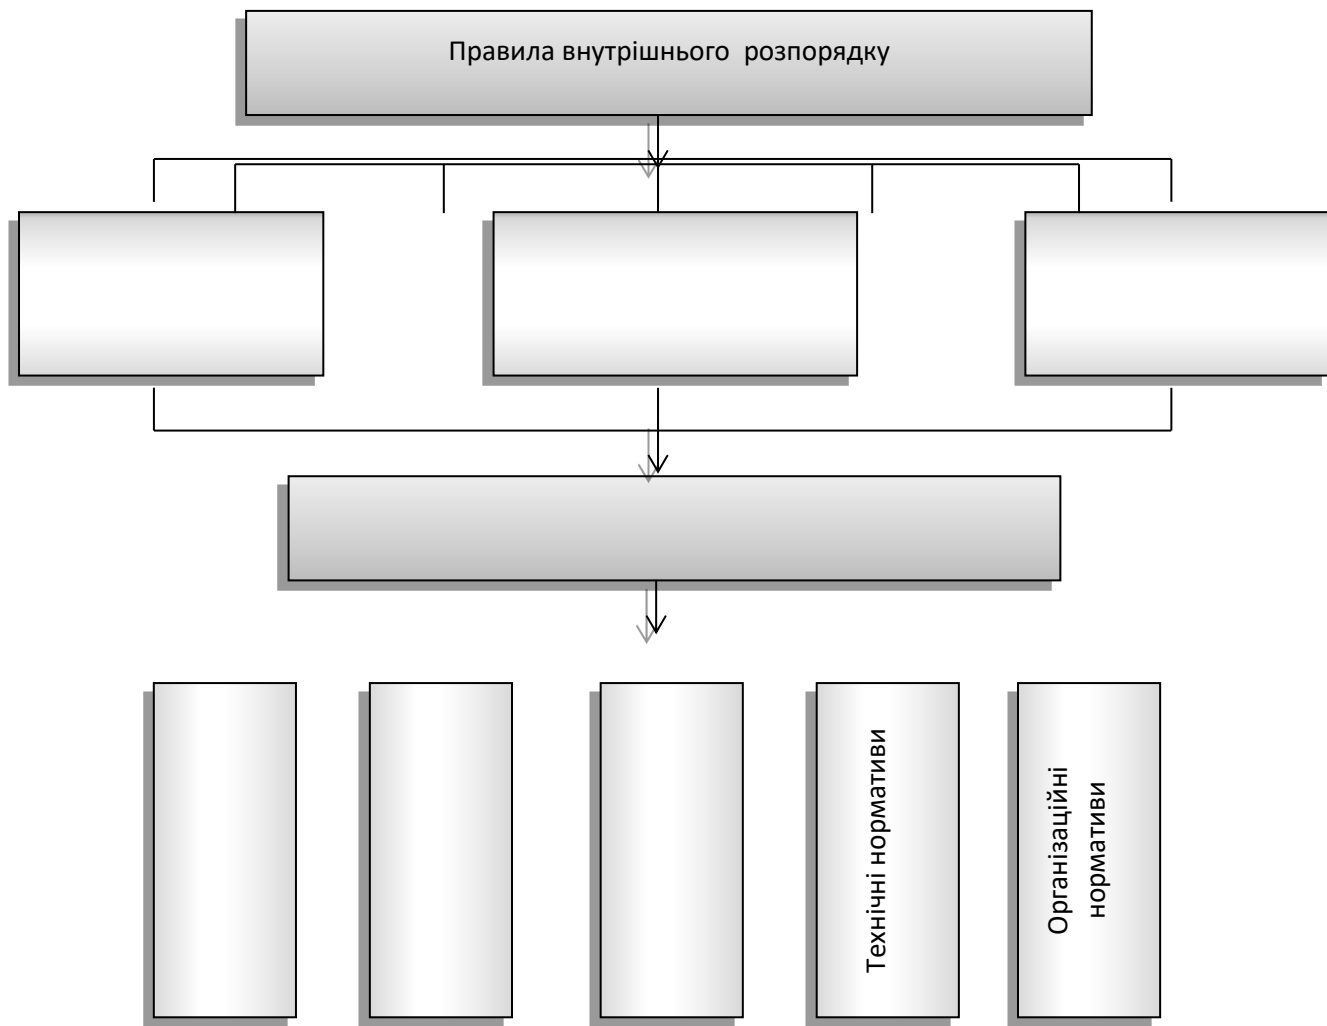 Правила внутрішнього  розпорядку
Технічні нормативи
Організаційні
нормативи